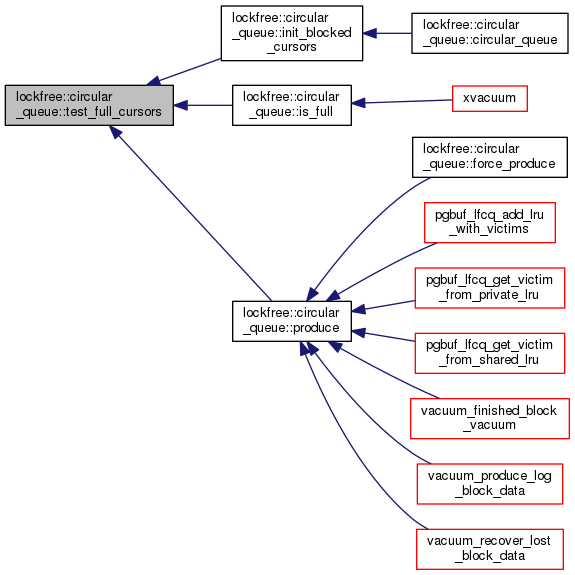 lockfree::circular
_queue::test_full_cursors
lockfree::circular
_queue::init_blocked
_cursors
lockfree::circular
_queue::circular_queue
lockfree::circular
_queue::is_full
xvacuum
lockfree::circular
_queue::produce
lockfree::circular
_queue::force_produce
pgbuf_lfcq_add_lru
_with_victims
pgbuf_lfcq_get_victim
_from_private_lru
pgbuf_lfcq_get_victim
_from_shared_lru
vacuum_finished_block
_vacuum
vacuum_produce_log
_block_data
vacuum_recover_lost
_block_data